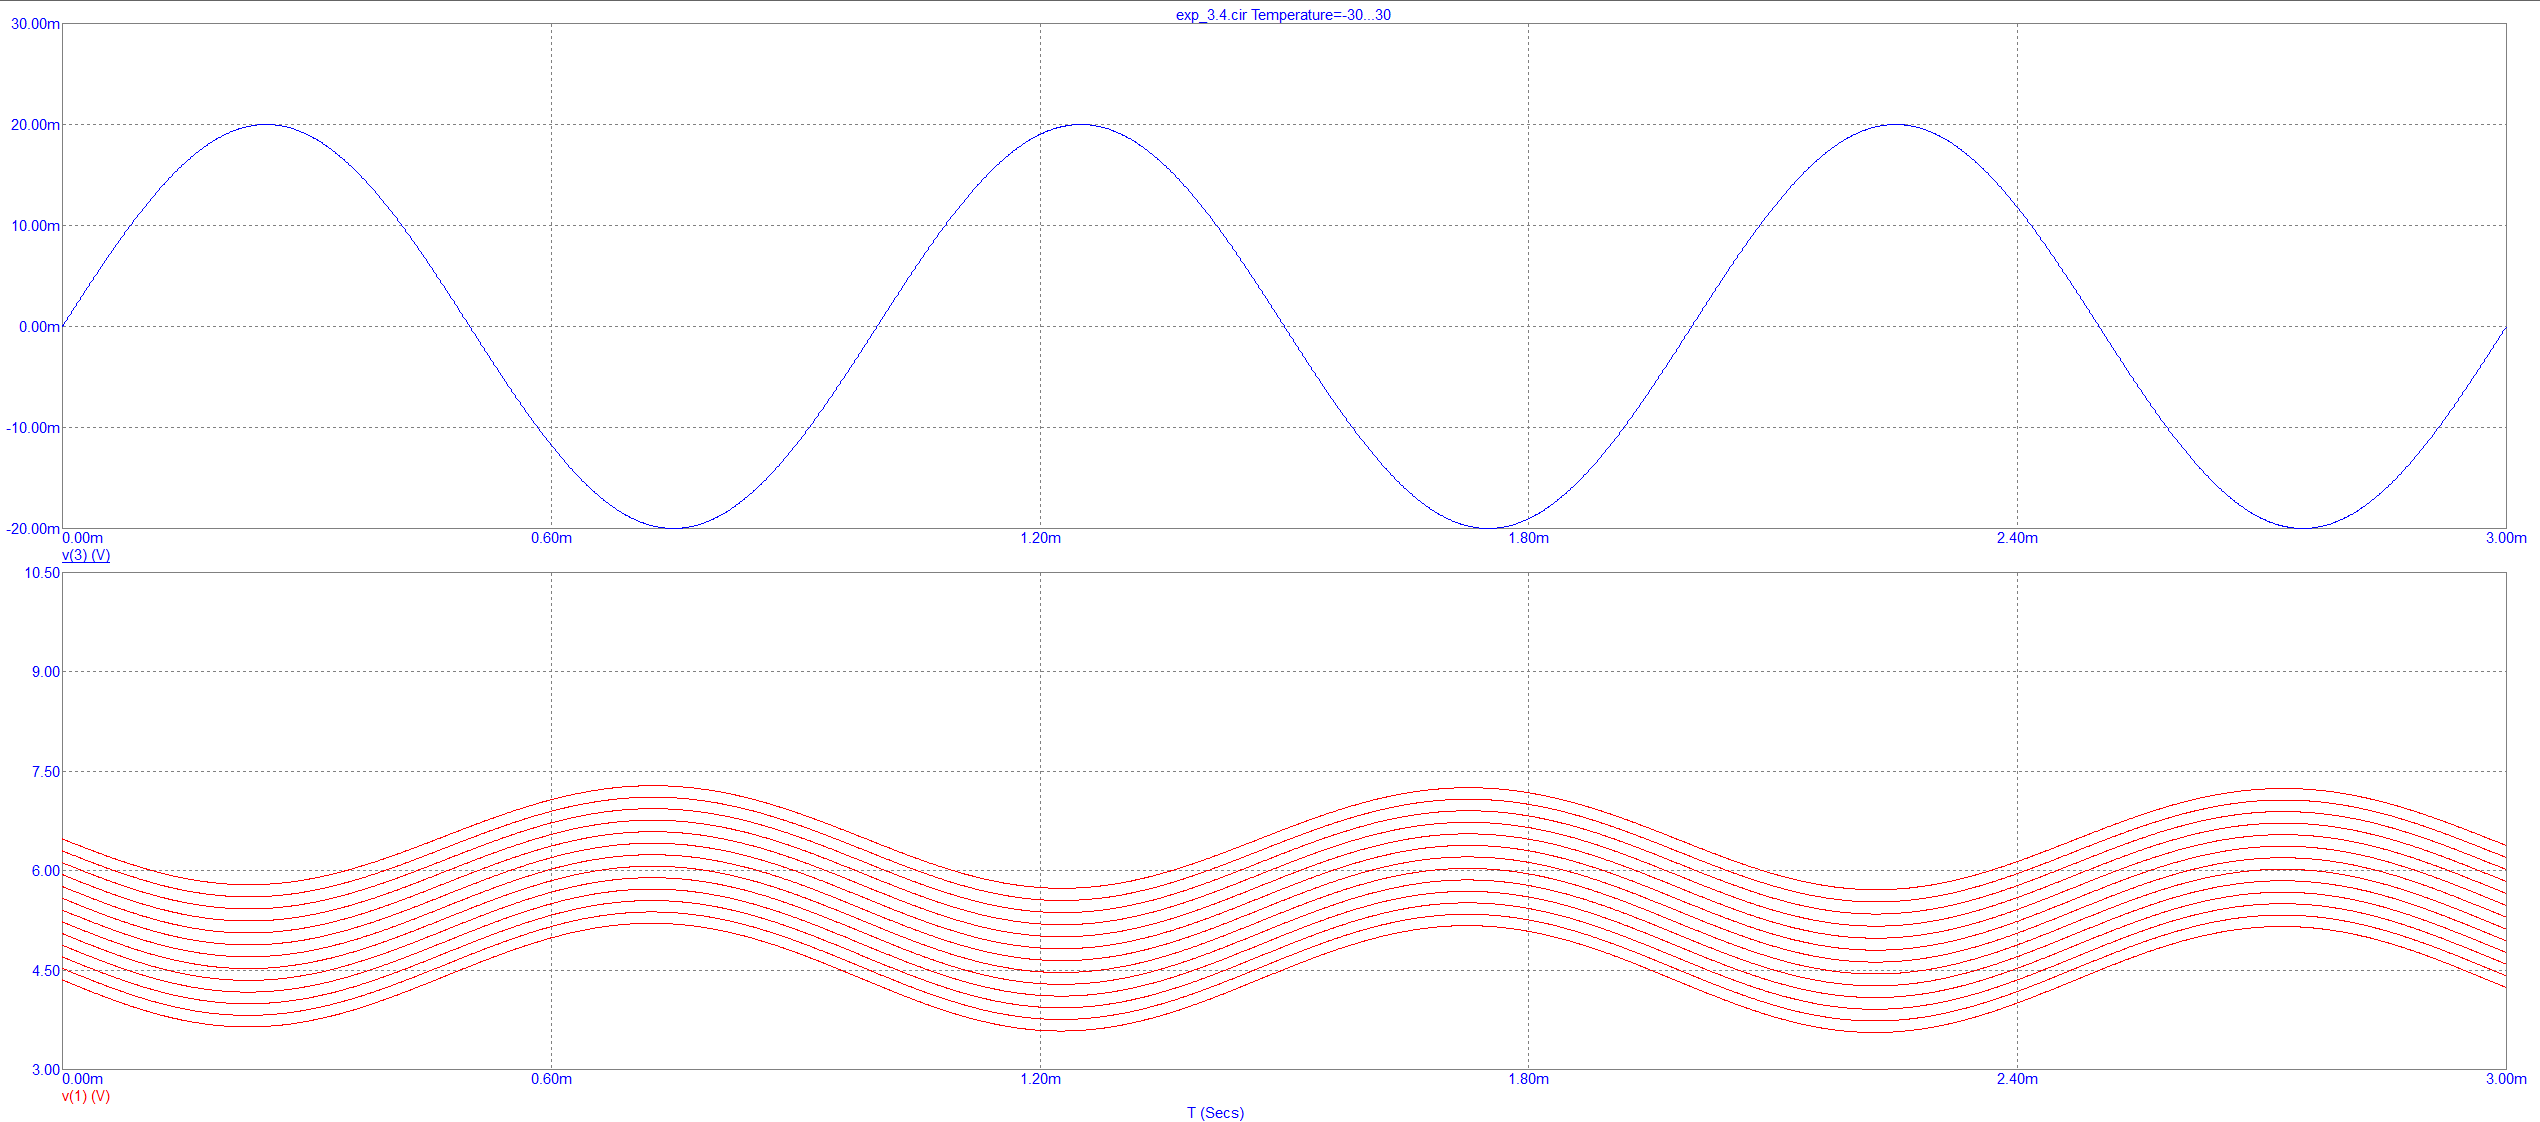 exp_3.4.cir Temperature=-30...30
30.00m
20.00m
10.00m
0.00m
-10.00m
-20.00m
0.00m 0.60m 1.20m 1.80m 2.40m 3.00m
v(3) (V)
10.50
9.00
7.50
6.00
4.50
3.00
0.00m 0.60m 1.20m 1.80m 2.40m 3.00m
v(1) (V)
T (Secs)